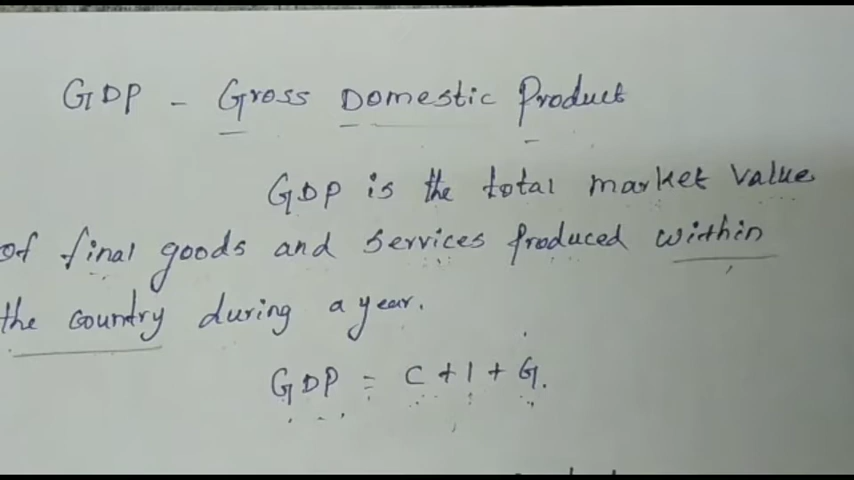 GDP - Gross Domestic Product
GDP is the total market value
of final goods and services produced within
the country during a year.
GDP = C + I + G.